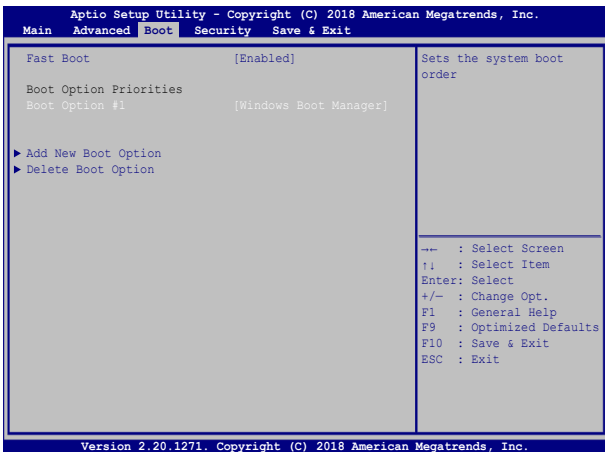 Aptio Setup Utility - Copyright (C) 2018 American Megatrends, Inc.
Main Advanced Boot Security Save & Exit
Fast Boot [Enabled]
Boot Option Priorities
Boot Option #1 [Windows Boot Manager]
▶ Add New Boot Option
▶ Delete Boot Option
Sets the system boot
order
→← : Select Screen
↑↓ : Select Item
Enter: Select
+/— : Change Opt.
F1 : General Help
F9 : Optimized Defaults
F10 : Save & Exit
ESC : Exit
Version 2.20.1271. Copyright (C) 2018 American Megatrends, Inc.